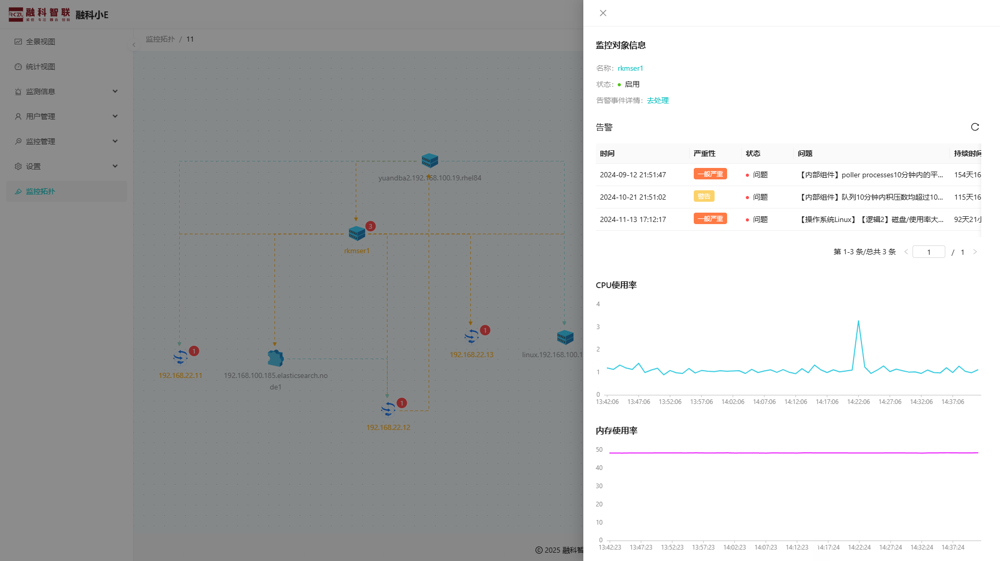 RKZL 融科智联 融科小E
诚信 专注 融合 创新
全景视图
统计视图
监测信息
用户管理
监控管理
设置
监控拓扑
监控拓扑 / 11
yuandba2.192.168.100.19.rhel84
3
rkmser1
1
192.168.22.11
192.168.100.185.elasticsearch.no
de1
1
192.168.22.13
linux.192.168.100.1
1
192.168.22.12
© 2025 融科智
监控对象信息
名称: rkmser1
状态: 启用
告警事件详情: 去处理
告警
时间 严重性 状态 问题 持续时间
2024-09-12 21:51:47 一般严重 问题 【内部组件】poller processes10分钟内的平... 154天16
2024-10-21 21:51:02 警告 问题 【内部组件】队列10分钟内积压数均超过10... 115天16
2024-11-13 17:12:17 一般严重 问题 【操作系统Linux】【逻辑2】磁盘/使用率大... 92天21小
第 1-3 条/总共 3 条 < 1 / 1 >
CPU使用率
4
3
2
1
0
13:42:06 13:47:06 13:52:06 13:57:06 14:02:06 14:07:06 14:12:06 14:17:06 14:22:06 14:27:06 14:32:06 14:37:06
内存使用率
50
40
30
20
10
0
13:42:23 13:47:23 13:52:23 13:57:23 14:02:23 14:07:23 14:12:23 14:17:24 14:22:24 14:27:24 14:32:24 14:37:24